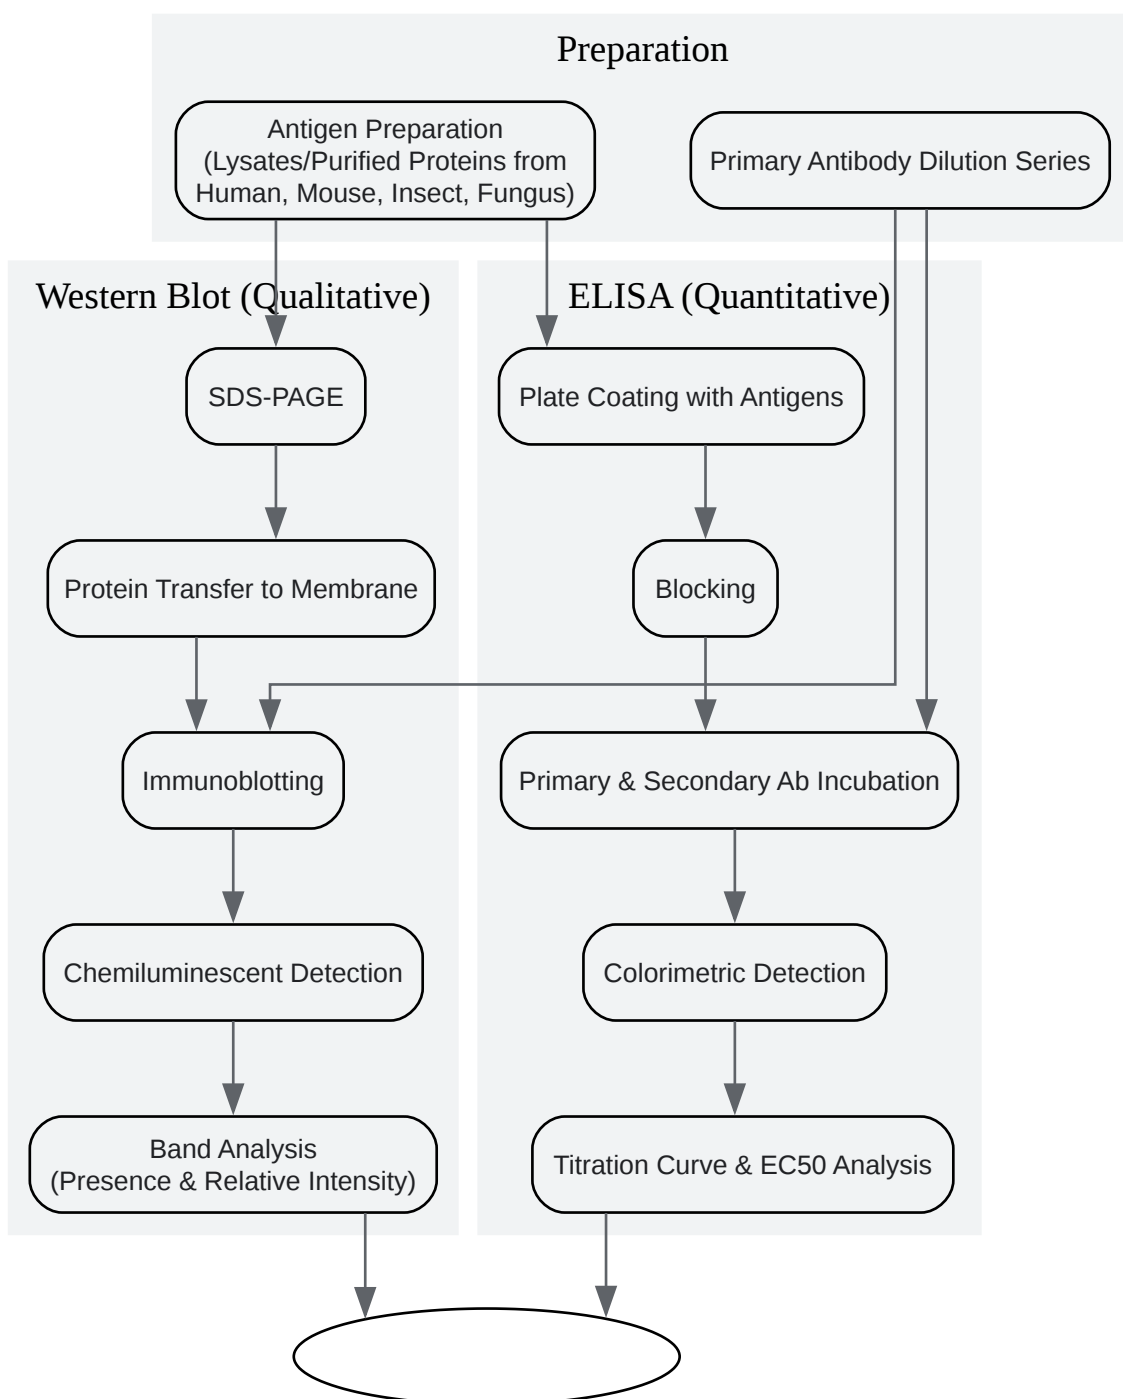 Preparation
Antigen Preparation
(Lysates/Purified Proteins from
Human, Mouse, Insect, Fungus)
Primary Antibody Dilution Series
Western Blot (Qualitative)
ELISA (Quantitative)
SDS-PAGE
Plate Coating with Antigens
Protein Transfer to Membrane
Blocking
Immunoblotting
Primary & Secondary Ab Incubation
Chemiluminescent Detection
Colorimetric Detection
Band Analysis
(Presence & Relative Intensity)
Titration Curve & EC50 Analysis